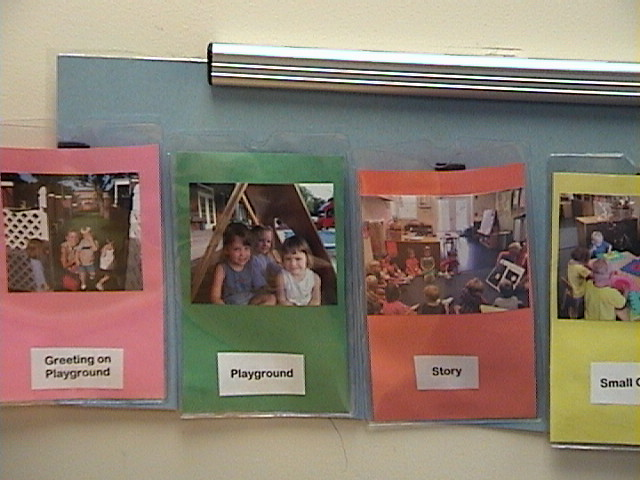 Greeting on
Playground
Playground
Story
Small